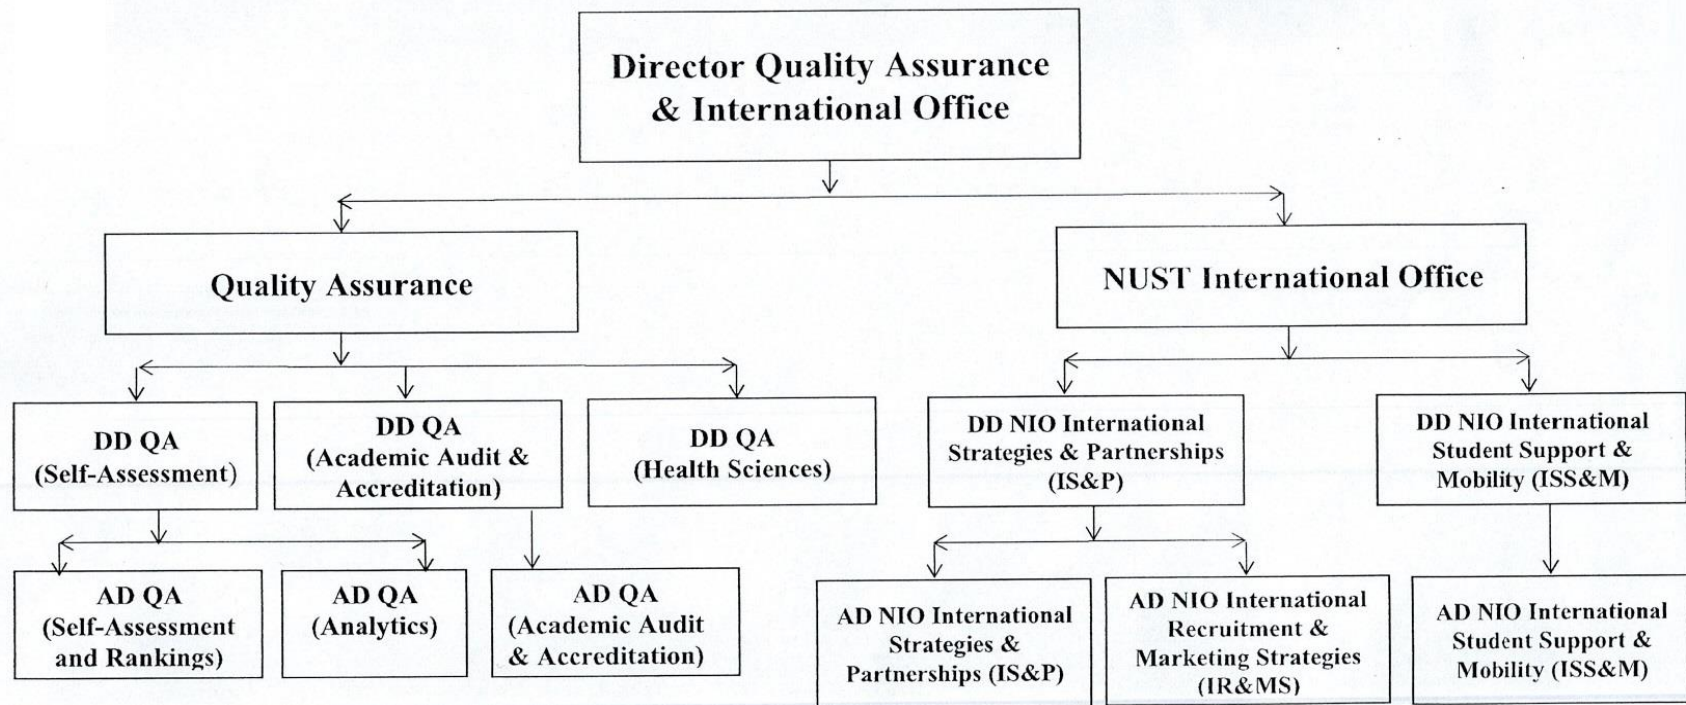 Director Quality Assurance
& International Office
Quality Assurance
NUST International Office
DD QA
(Self-Assessment)
DD QA
(Academic Audit &
Accreditation)
DD QA
(Health Sciences)
DD NIO International
Strategies & Partnerships
(IS&P)
DD NIO International
Student Support &
Mobility (ISS&M)
AD QA
(Self-Assessment
and Rankings)
AD QA
(Analytics)
AD QA
(Academic Audit
& Accreditation)
AD NIO International
Strategies &
Partnerships (IS&P)
AD NIO International
Recruitment &
Marketing Strategies
(IR&MS)
AD NIO International
Student Support &
Mobility (ISS&M)